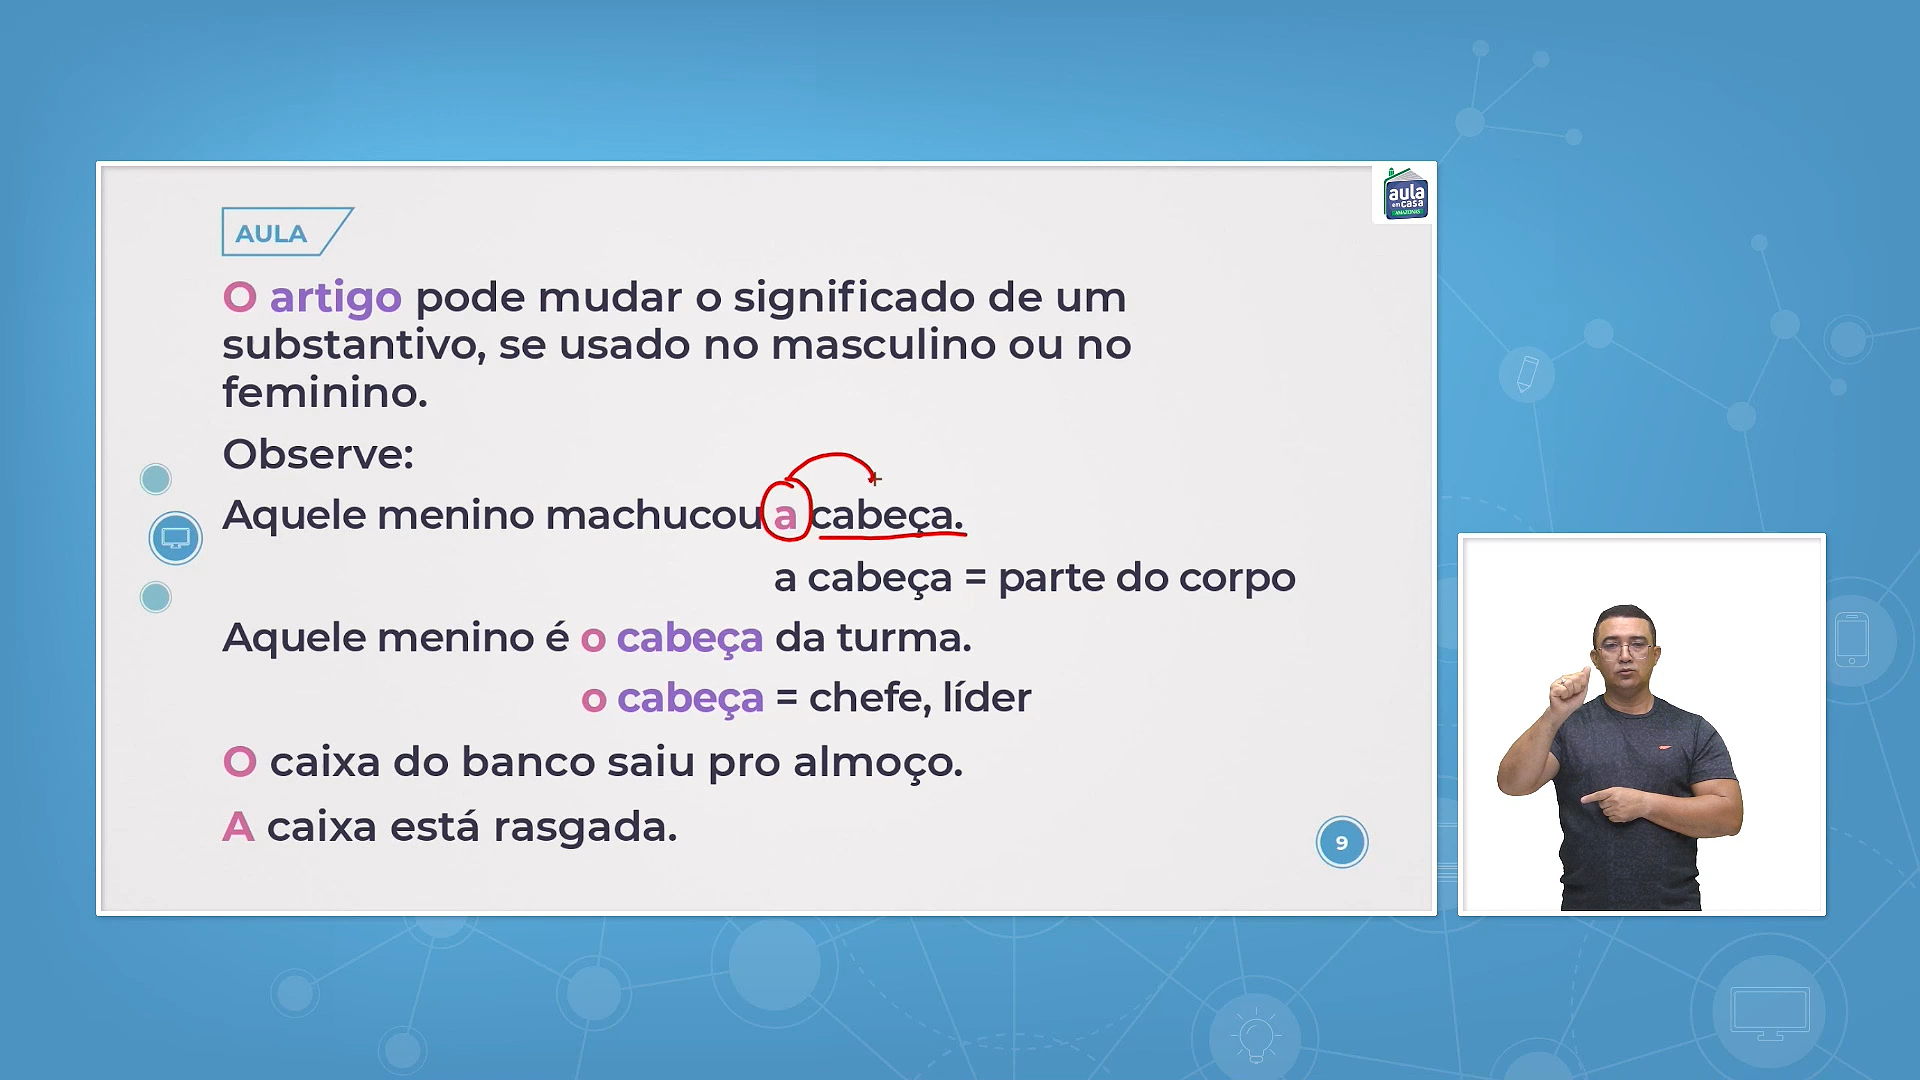 aula
em casa
AMAZONAS
AULA
O artigo pode mudar o significado de um
substantivo, se usado no masculino ou no
feminino.
Observe:
Aquele menino machucou a cabeça.
a cabeça = parte do corpo
Aquele menino é o cabeça da turma.
o cabeça = chefe, líder
O caixa do banco saiu pro almoço.
A caixa está rasgada.
9